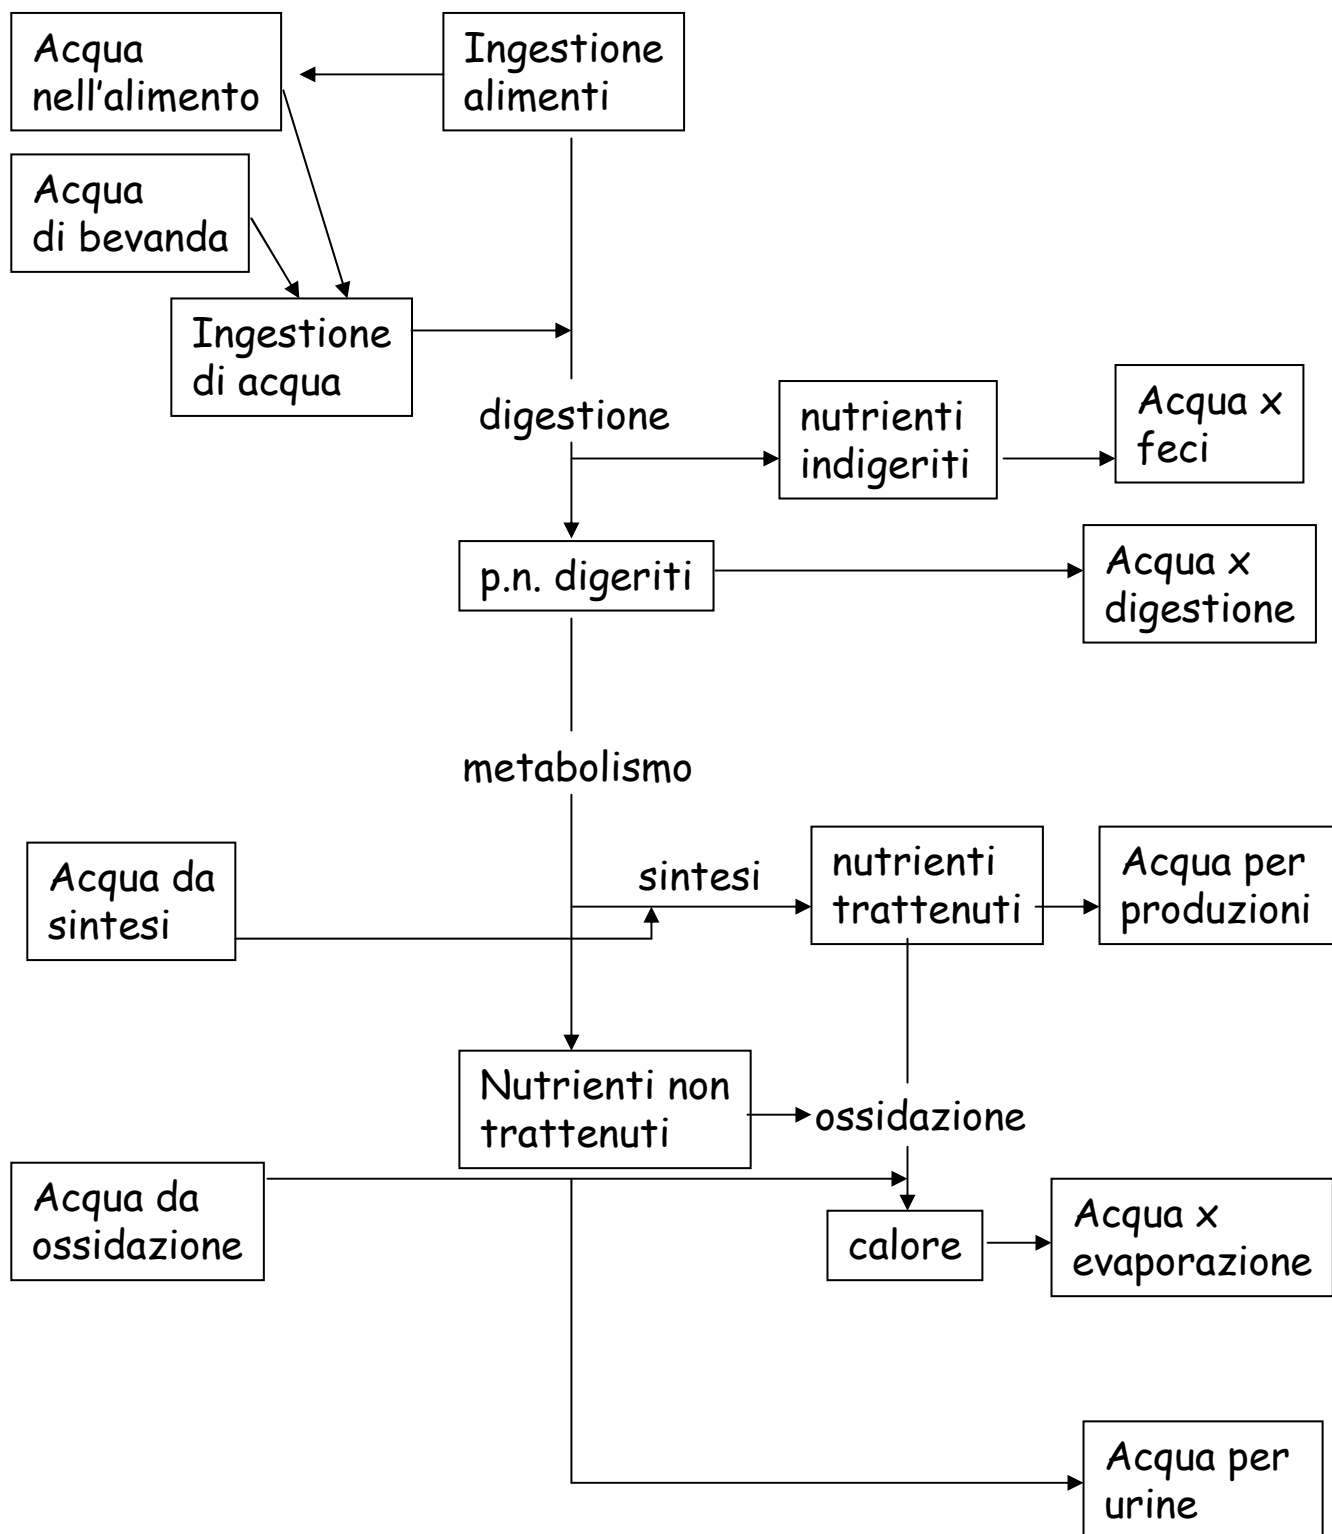 Acqua
nell'alimento
Ingestione
alimenti
Acqua
di bevanda
Ingestione
di acqua
digestione
nutrienti
indigeriti
Acqua x
feci
p.n. digeriti
Acqua x
digestione
metabolismo
Acqua da
sintesi
sintesi
nutrienti
trattenuti
Acqua per
produzioni
Nutrienti non
trattenuti
ossidazione
Acqua da
ossidazione
calore
Acqua x
evaporazione
Acqua per
urine